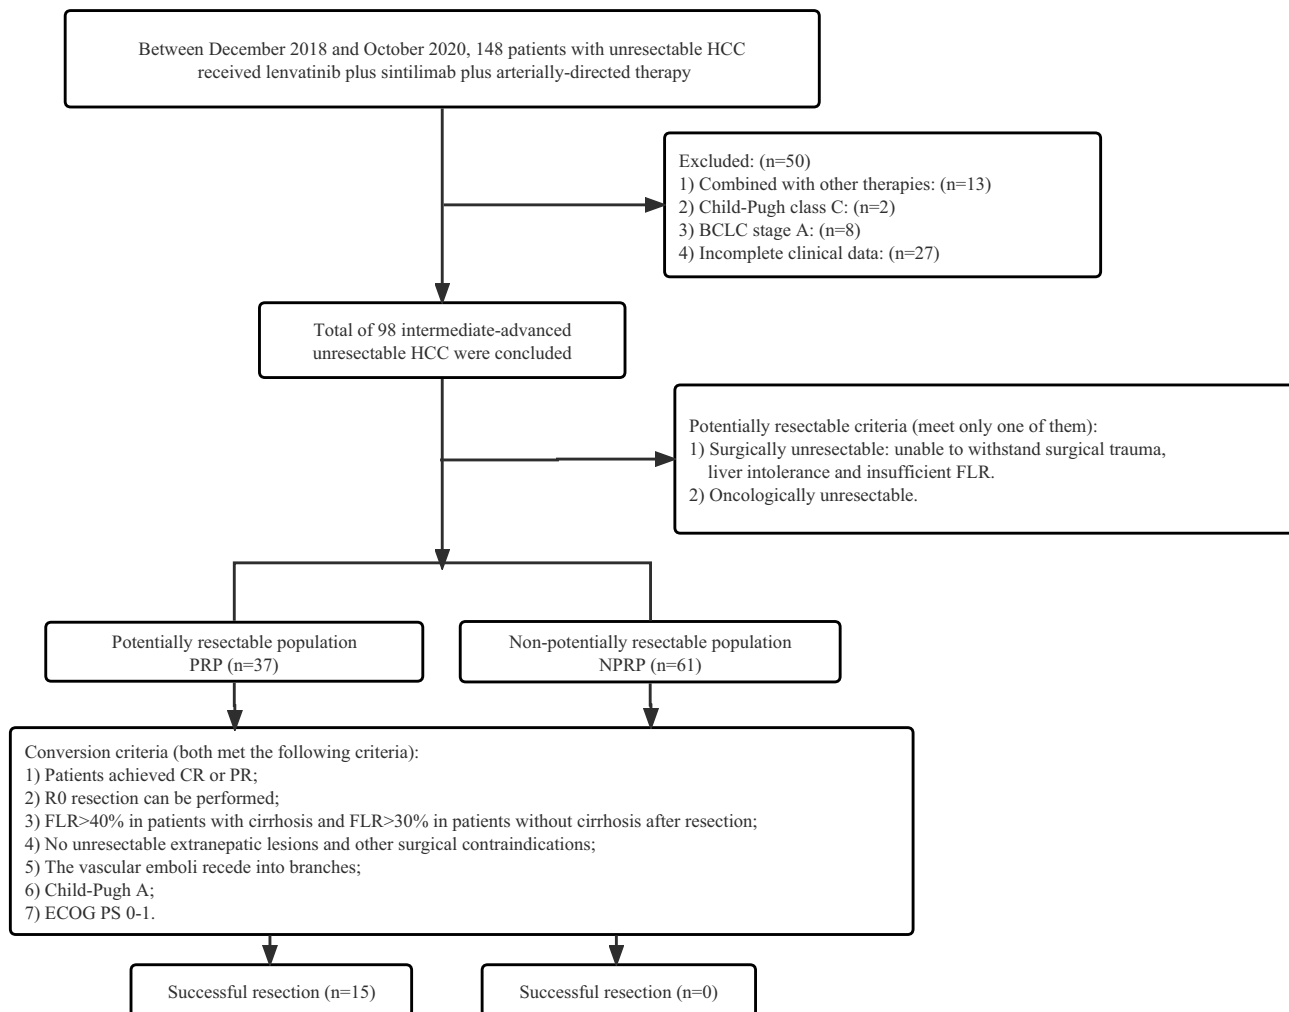 Between December 2018 and October 2020, 148 patients with unresectable HCC
received lenvatinib plus sintilimab plus arterially-directed therapy
Excluded: (n=50)
1) Combined with other therapies: (n=13)
2) Child-Pugh class C: (n=2)
3) BCLC stage A: (n=8)
4) Incomplete clinical data: (n=27)
Total of 98 intermediate-advanced
unresectable HCC were concluded
Potentially resectable criteria (meet only one of them):
1) Surgically unresectable: unable to withstand surgical trauma,
liver intolerance and insufficient FLR.
2) Oncologically unresectable.
Potentially resectable population
PRP (n=37)
Non-potentially resectable population
NPRP (n=61)
Conversion criteria (both met the following criteria):
1) Patients achieved CR or PR;
2) R0 resection can be performed;
3) FLR>40% in patients with cirrhosis and FLR>30% in patients without cirrhosis after resection;
4) No unresectable extranepatic lesions and other surgical contraindications;
5) The vascular emboli recede into branches;
6) Child-Pugh A;
7) ECOG PS 0-1.
Successful resection (n=15)
Successful resection (n=0)